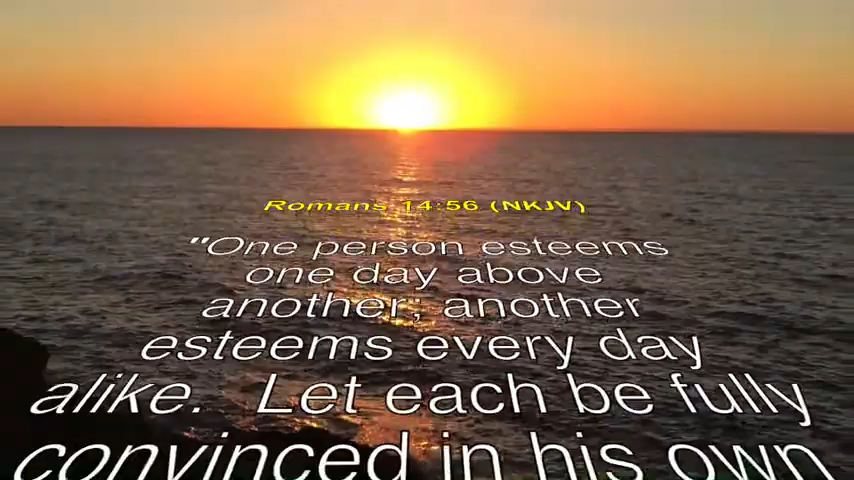 Romans 14:56 (NKJV)
"One person esteems
one day above
another; another
esteems every day
alike. Let each be fully
convinced in his own